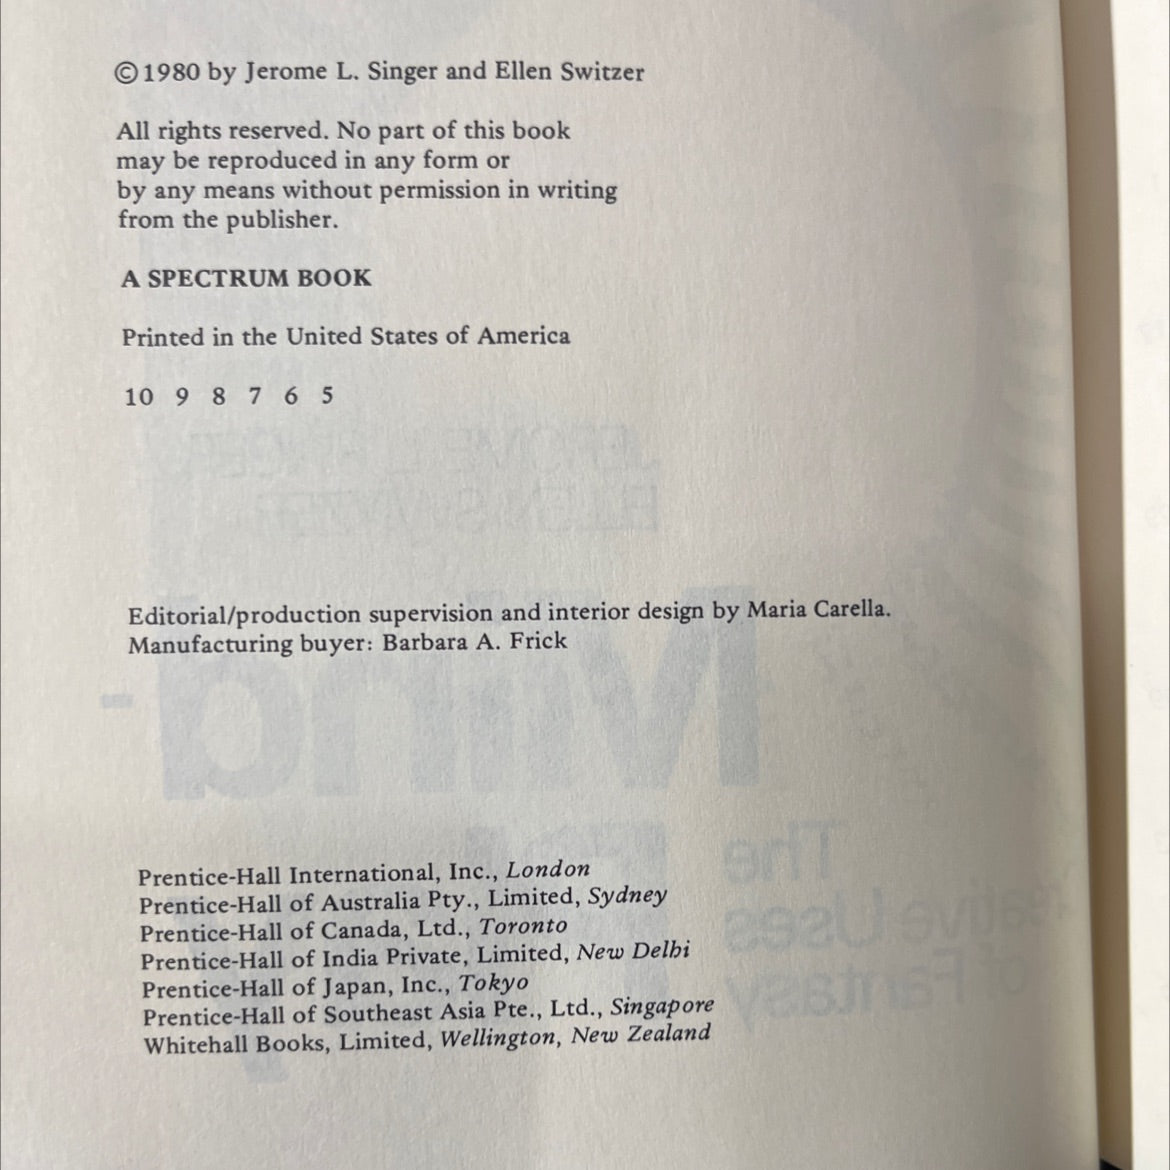 ©1980 by Jerome L. Singer and Ellen Switzer
All rights reserved. No part of this book
may be reproduced in any form or
by any means without permission in writing
from the publisher.
A SPECTRUM BOOK
Printed in the United States of America
10 9 8 7 6 5
Editorial/production supervision and interior design by Maria Carella.
Manufacturing buyer: Barbara A. Frick
Prentice-Hall International, Inc., London
Prentice-Hall of Australia Pty., Limited, Sydney
Prentice-Hall of Canada, Ltd., Toronto
Prentice-Hall of India Private, Limited, New Delhi
Prentice-Hall of Japan, Inc., Tokyo
Prentice-Hall of Southeast Asia Pte., Ltd., Singapore
Whitehall Books, Limited, Wellington, New Zealand